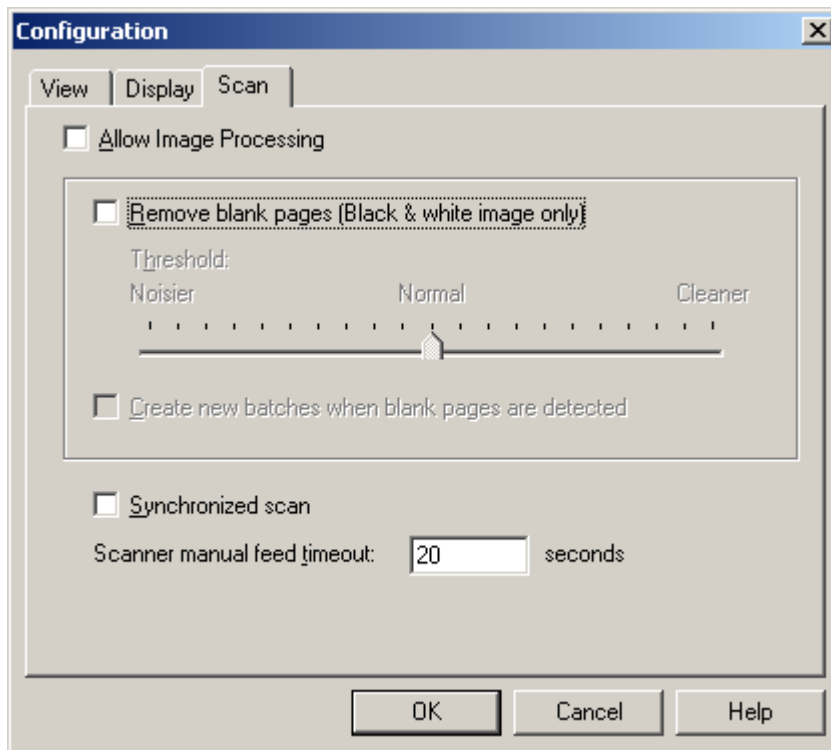 Configuration
View Display Scan
Allow Image Processing
Remove blank pages (Black & white image only)
Threshold:
Noisier Normal Cleaner
Create new batches when blank pages are detected
Synchronized scan
Scanner manual feed timeout: 20 seconds
OK Cancel Help